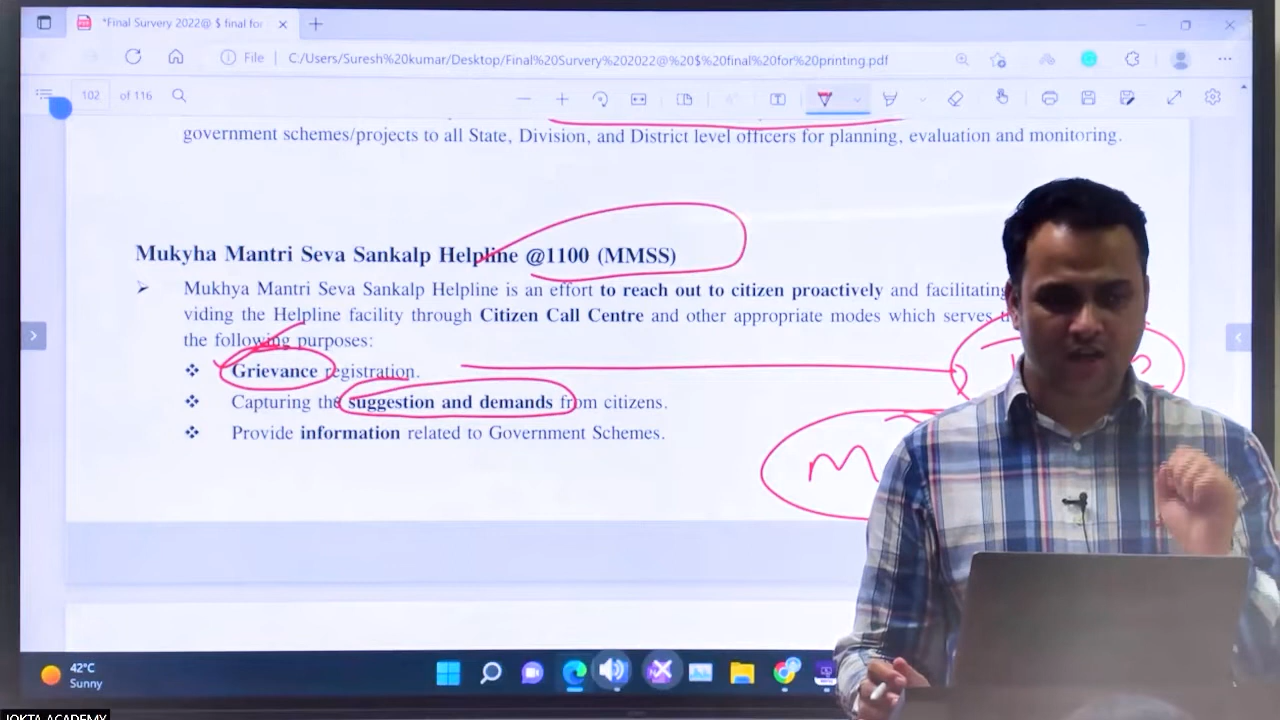 *Final Survery 2022@ $ final for
File C:/Users/Suresh%20kumar/Desktop/Final%20Survery%202022@%20$%20final%20for%20printing.pdf
102 of 116
government schemes/projects to all State, Division, and District level officers for planning, evaluation and monitoring.
Mukyha Mantri Seva Sankalp Helpline @1100 (MMSS)
➢ Mukhya Mantri Seva Sankalp Helpline is an effort to reach out to citizen proactively and facilitating
viding the Helpline facility through Citizen Call Centre and other appropriate modes which serves
the following purposes:
❖ Grievance registration.
❖ Capturing the suggestion and demands from citizens.
❖ Provide information related to Government Schemes.
M
42°C
Sunny
JOKTA ACADEMY